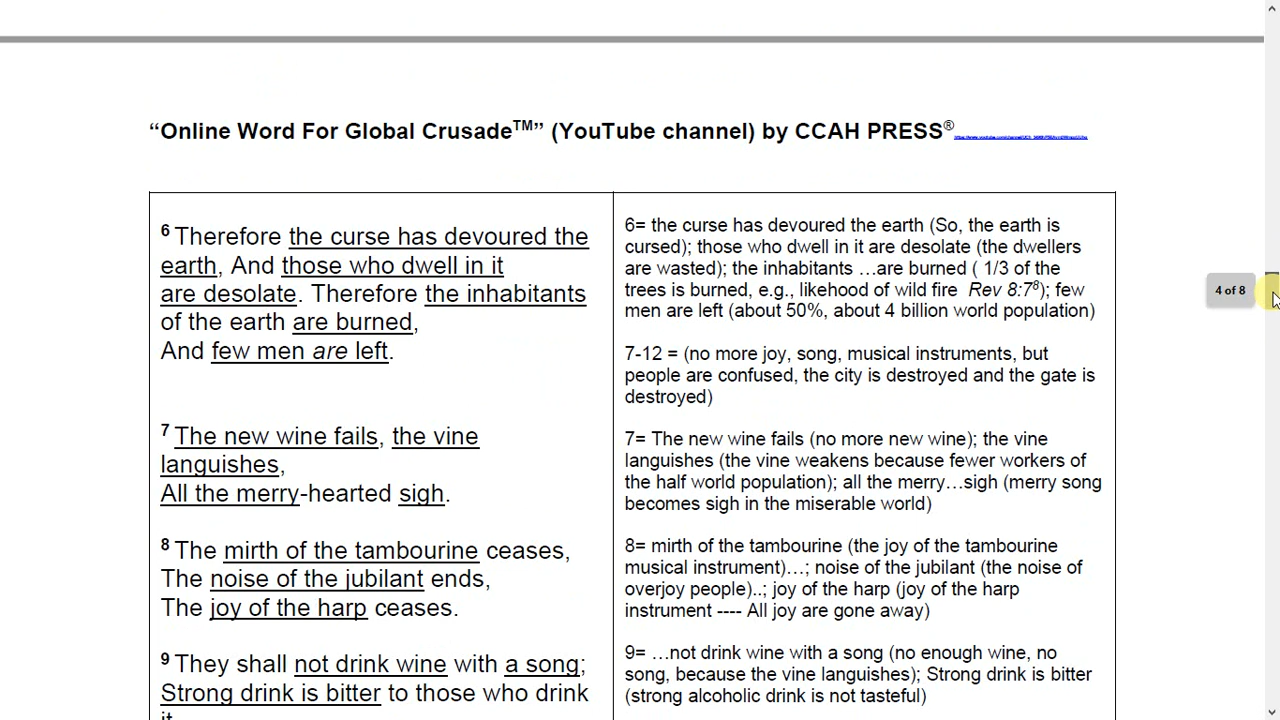 “Online Word For Global Crusade™” (YouTube channel) by CCAH PRESS®
6 Therefore the curse has devoured the
earth, And those who dwell in it
are desolate. Therefore the inhabitants
of the earth are burned,
And few men are left.
7 The new wine fails, the vine
languishes,
All the merry-hearted sigh.
8 The mirth of the tambourine ceases,
The noise of the jubilant ends,
The joy of the harp ceases.
9 They shall not drink wine with a song;
Strong drink is bitter to those who drink
it.
6= the curse has devoured the earth (So, the earth is
cursed); those who dwell in it are desolate (the dwellers
are wasted); the inhabitants …are burned ( 1/3 of the
trees is burned, e.g., likehood of wild fire Rev 8:7⁸); few
men are left (about 50%, about 4 billion world population)
7-12 = (no more joy, song, musical instruments, but
people are confused, the city is destroyed and the gate is
destroyed)
7= The new wine fails (no more new wine); the vine
languishes (the vine weakens because fewer workers of
the half world population); all the merry…sigh (merry song
becomes sigh in the miserable world)
8= mirth of the tambourine (the joy of the tambourine
musical instrument)…; noise of the jubilant (the noise of
overjoy people)..; joy of the harp (joy of the harp
instrument ---- All joy are gone away)
9= …not drink wine with a song (no enough wine, no
song, because the vine languishes); Strong drink is bitter
(strong alcoholic drink is not tasteful)
4 of 8